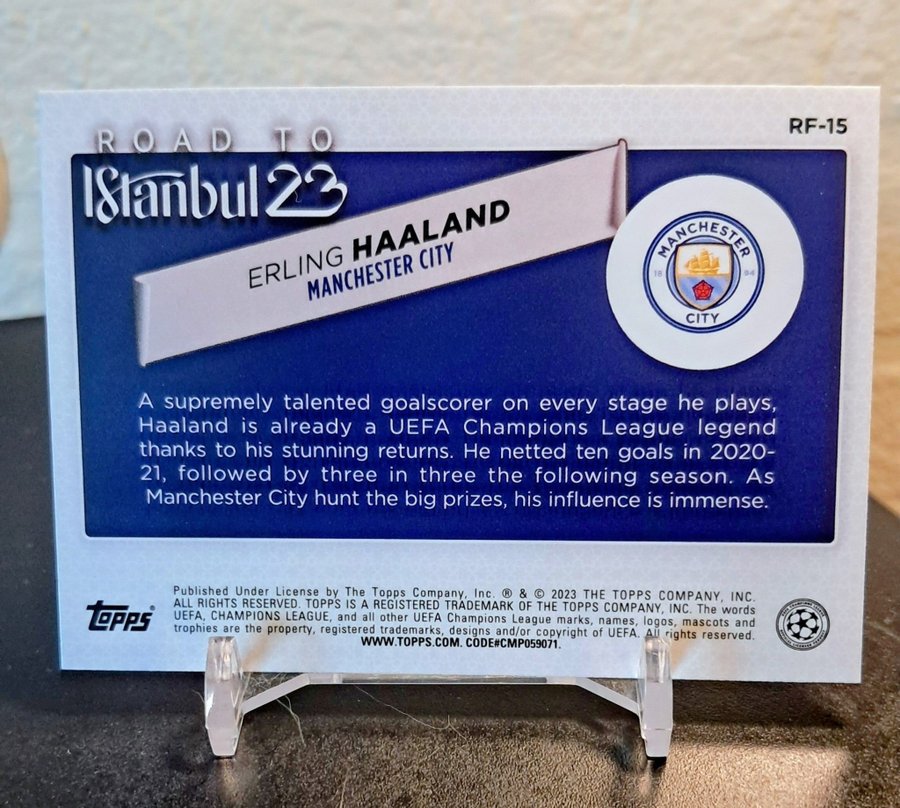 RF-15
ROAD TO
Istanbul 23
ERLING HAALAND
MANCHESTER CITY
MANCHESTER
18 94
CITY
A supremely talented goalscorer on every stage he plays,
Haaland is already a UEFA Champions League legend
thanks to his stunning returns. He netted ten goals in 2020-
21, followed by three in three the following season. As
Manchester City hunt the big prizes, his influence is immense.
Topps®
Published Under License by The Topps Company, Inc. ® & © 2023 THE TOPPS COMPANY, INC.
ALL RIGHTS RESERVED. TOPPS IS A REGISTERED TRADEMARK OF THE TOPPS COMPANY, INC. The words
UEFA, CHAMPIONS LEAGUE, and all other UEFA Champions League marks, names, logos, mascots and
trophies are the property, registered trademarks, designs and/or copyright of UEFA. All rights reserved.
WWW.TOPPS.COM. CODE#CMP059071.